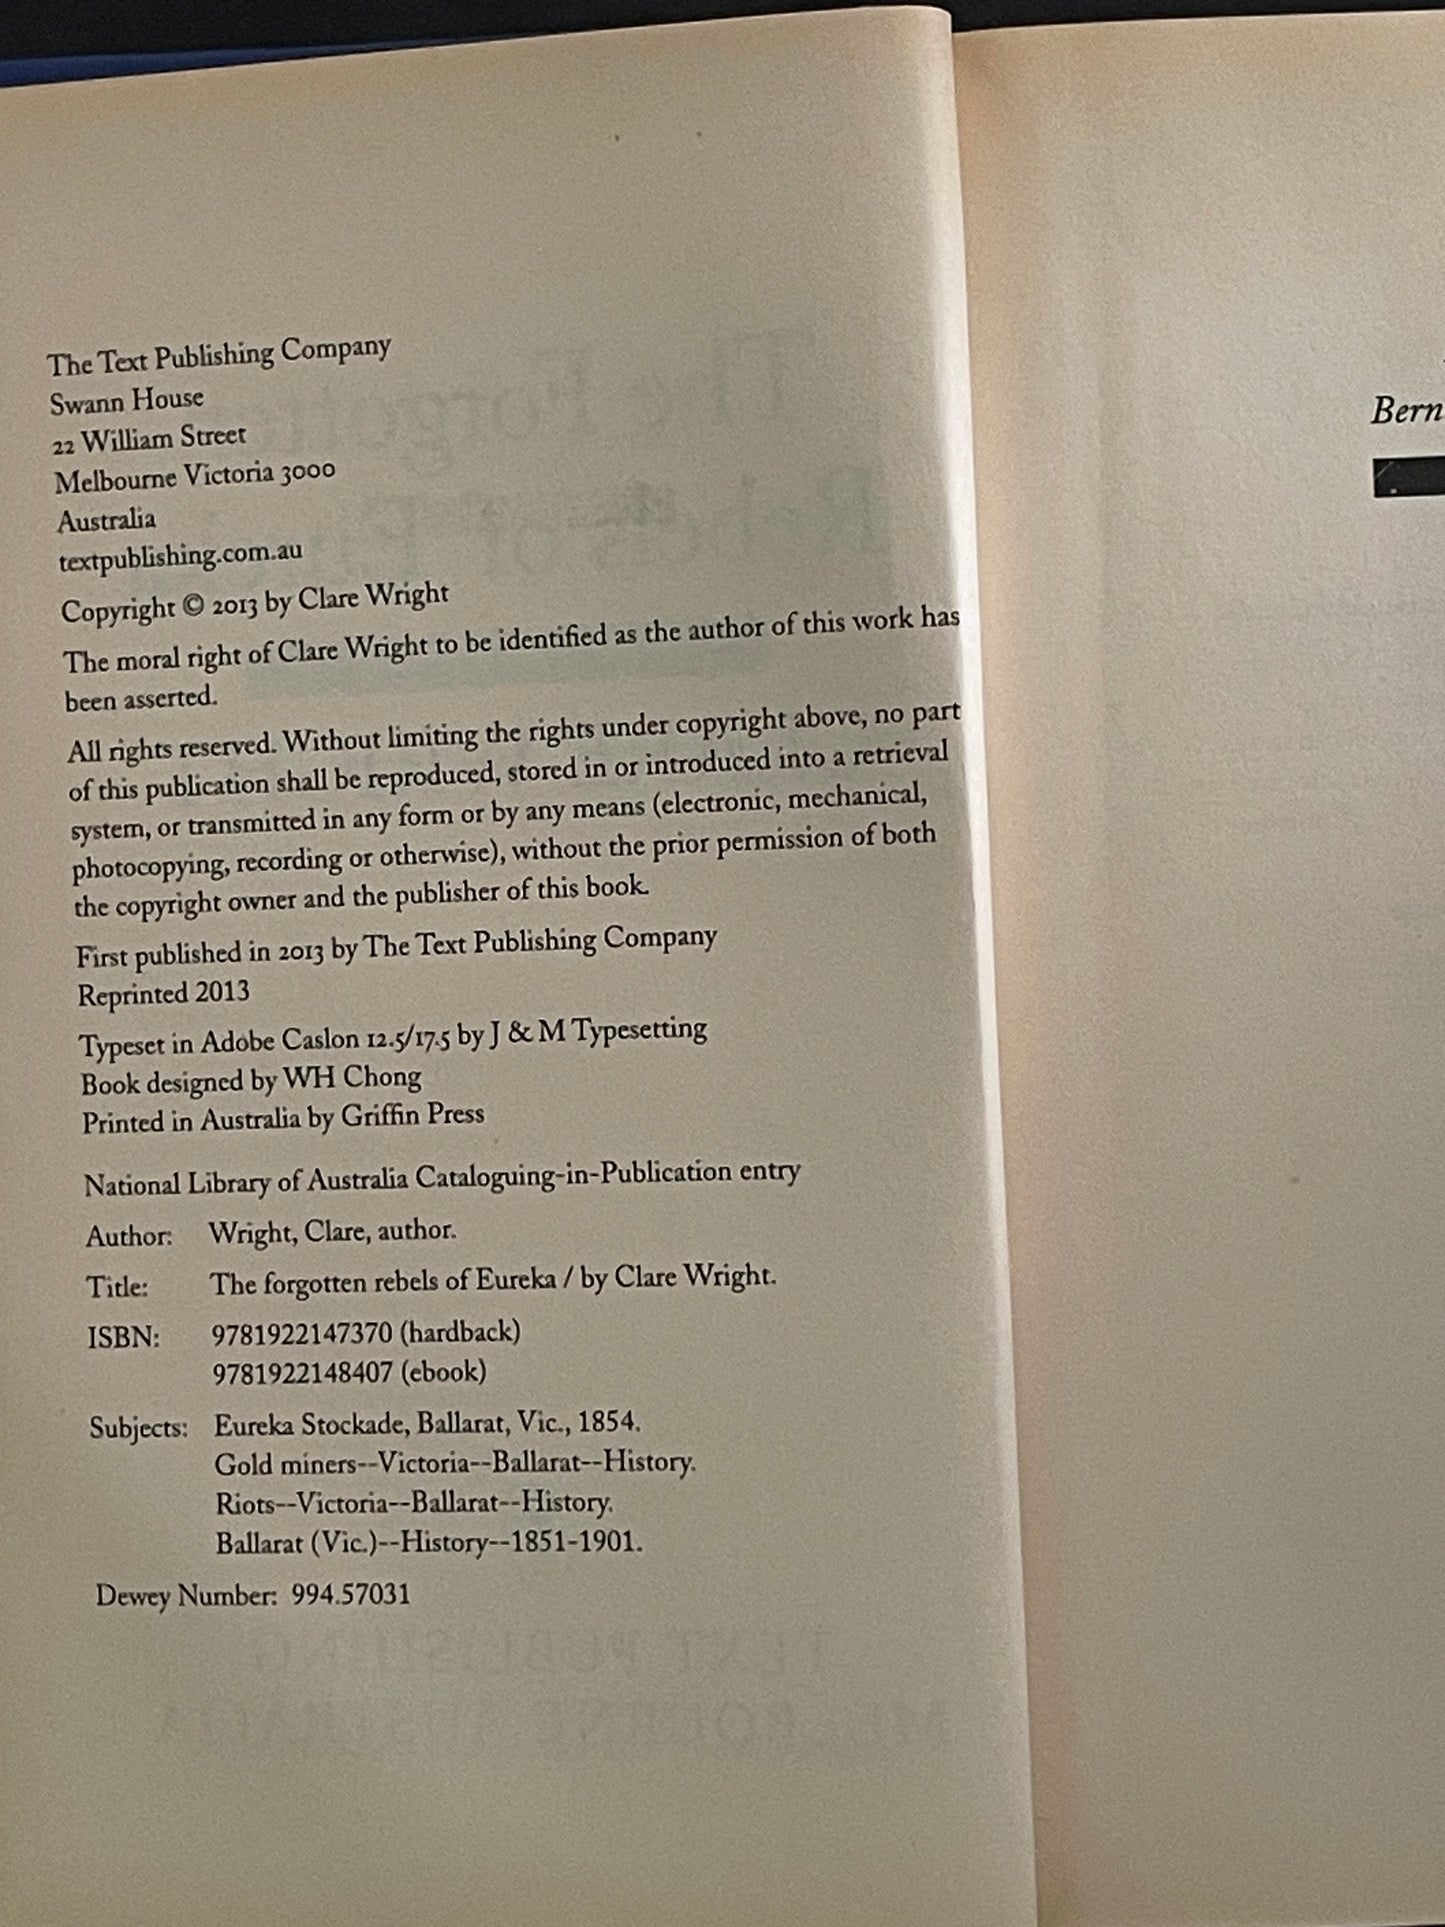 The Text Publishing Company
Swann House
22 William Street
Melbourne Victoria 3000
Australia
textpublishing.com.au
Copyright © 2013 by Clare Wright
The moral right of Clare Wright to be identified as the author of this work has
been asserted.
All rights reserved. Without limiting the rights under copyright above, no part
of this publication shall be reproduced, stored in or introduced into a retrieval
system, or transmitted in any form or by any means (electronic, mechanical,
photocopying, recording or otherwise), without the prior permission of both
the copyright owner and the publisher of this book.
First published in 2013 by The Text Publishing Company
Reprinted 2013
Typeset in Adobe Caslon 12.5/17.5 by J & M Typesetting
Book designed by WH Chong
Printed in Australia by Griffin Press
National Library of Australia Cataloguing-in-Publication entry
Author: Wright, Clare, author.
Title: The forgotten rebels of Eureka / by Clare Wright.
ISBN: 9781922147370 (hardback)
9781922148407 (ebook)
Subjects: Eureka Stockade, Ballarat, Vic., 1854.
Gold miners--Victoria--Ballarat--History.
Riots--Victoria--Ballarat--History.
Ballarat (Vic.)--History--1851-1901.
Dewey Number: 994.57031
Bern